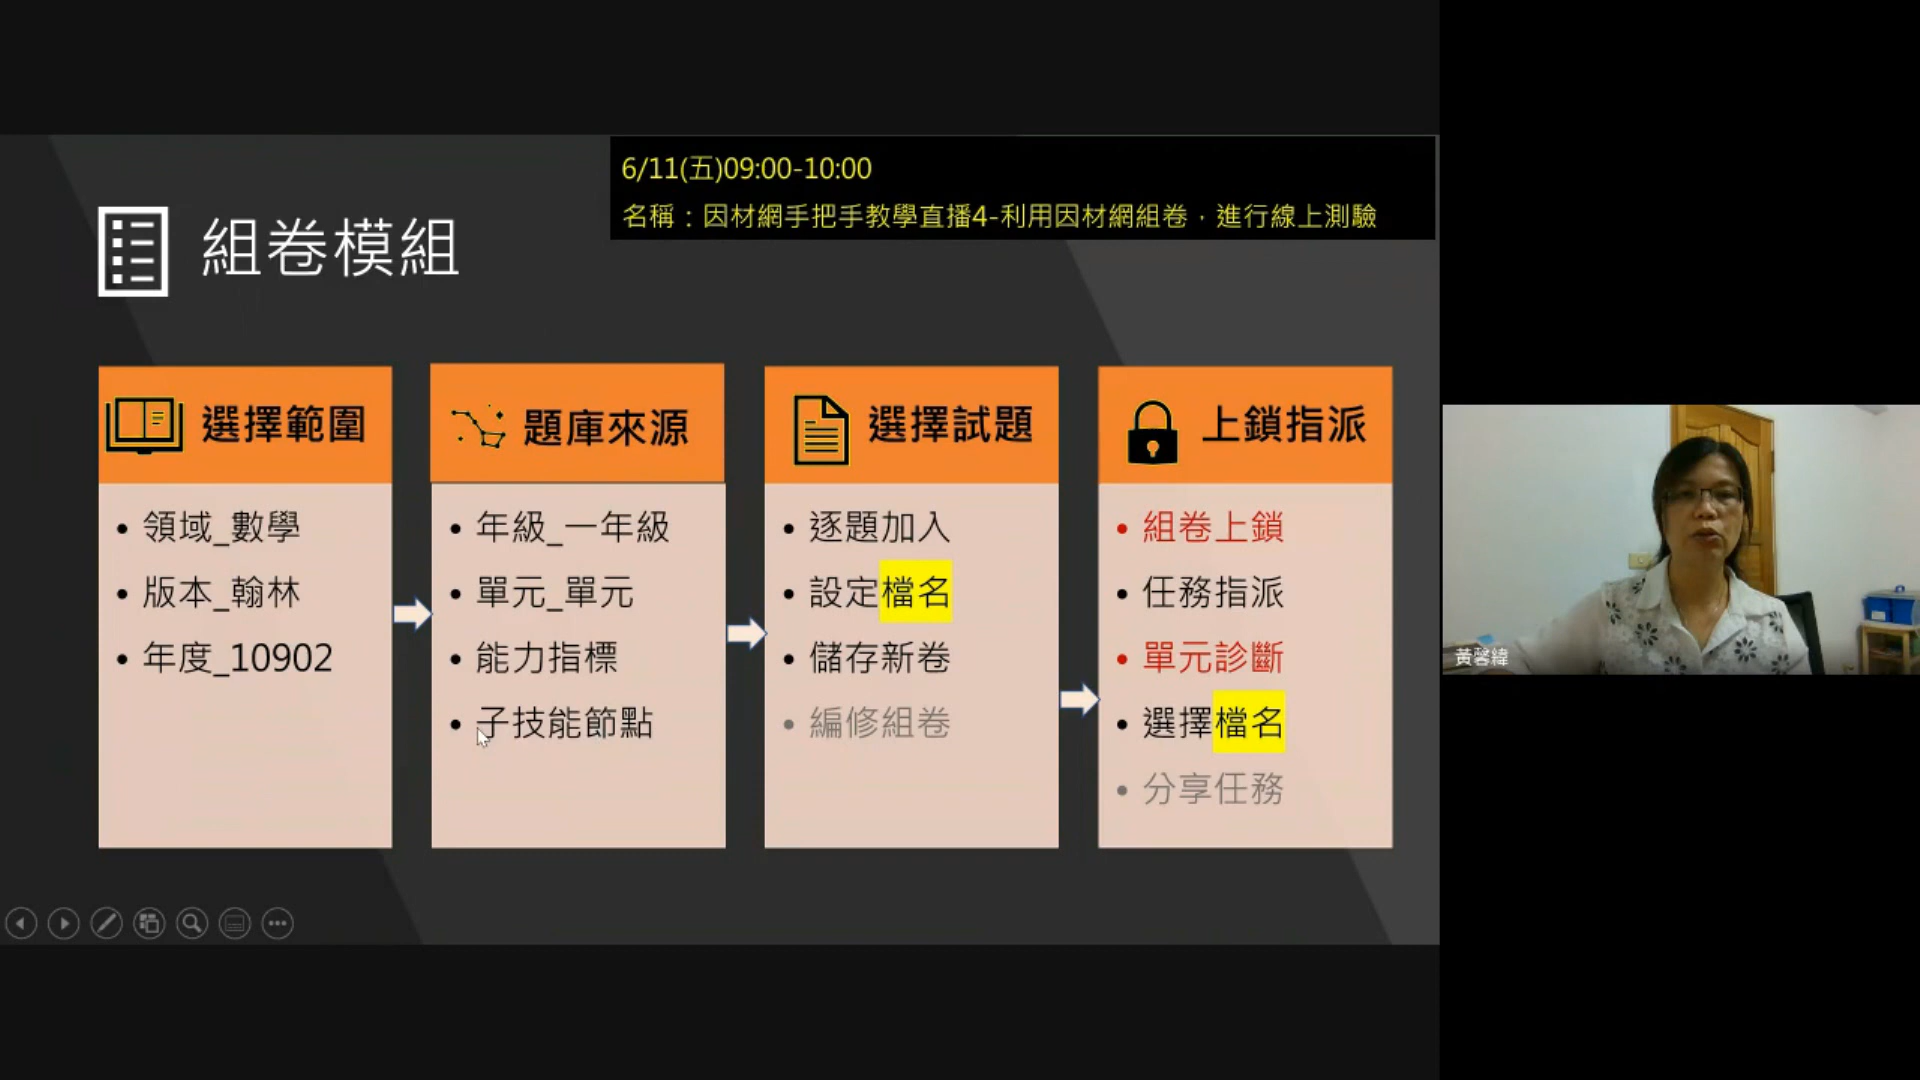 6/11(五)09:00-10:00
名稱：因材網手把手教學直播4-利用因材網組卷，進行線上測驗
組卷模組
選擇範圍
領域_數學
版本_翰林
年度_10902
題庫來源
年級_一年級
單元_單元
能力指標
子技能節點
選擇試題
逐題加入
設定檔名
儲存新卷
編修組卷
上鎖指派
組卷上鎖
任務指派
單元診斷
選擇檔名
分享任務
黃馨緯